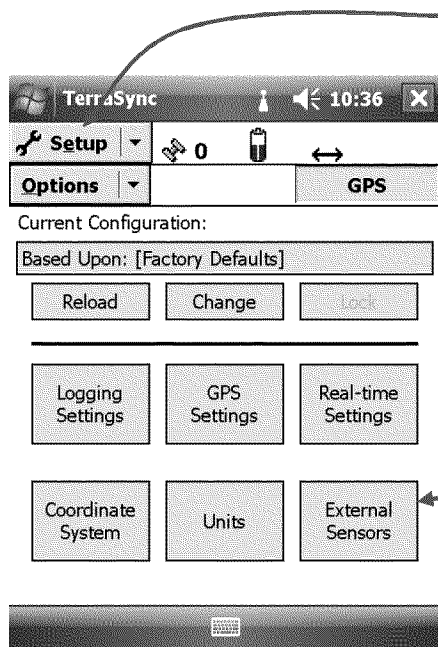 TerraSync 10:36
Setup 0
Options GPS
Current Configuration:
Based Upon: [Factory Defaults]
Reload Change Lock
Logging Settings
GPS Settings
Real-time Settings
Coordinate System
Units
External Sensors